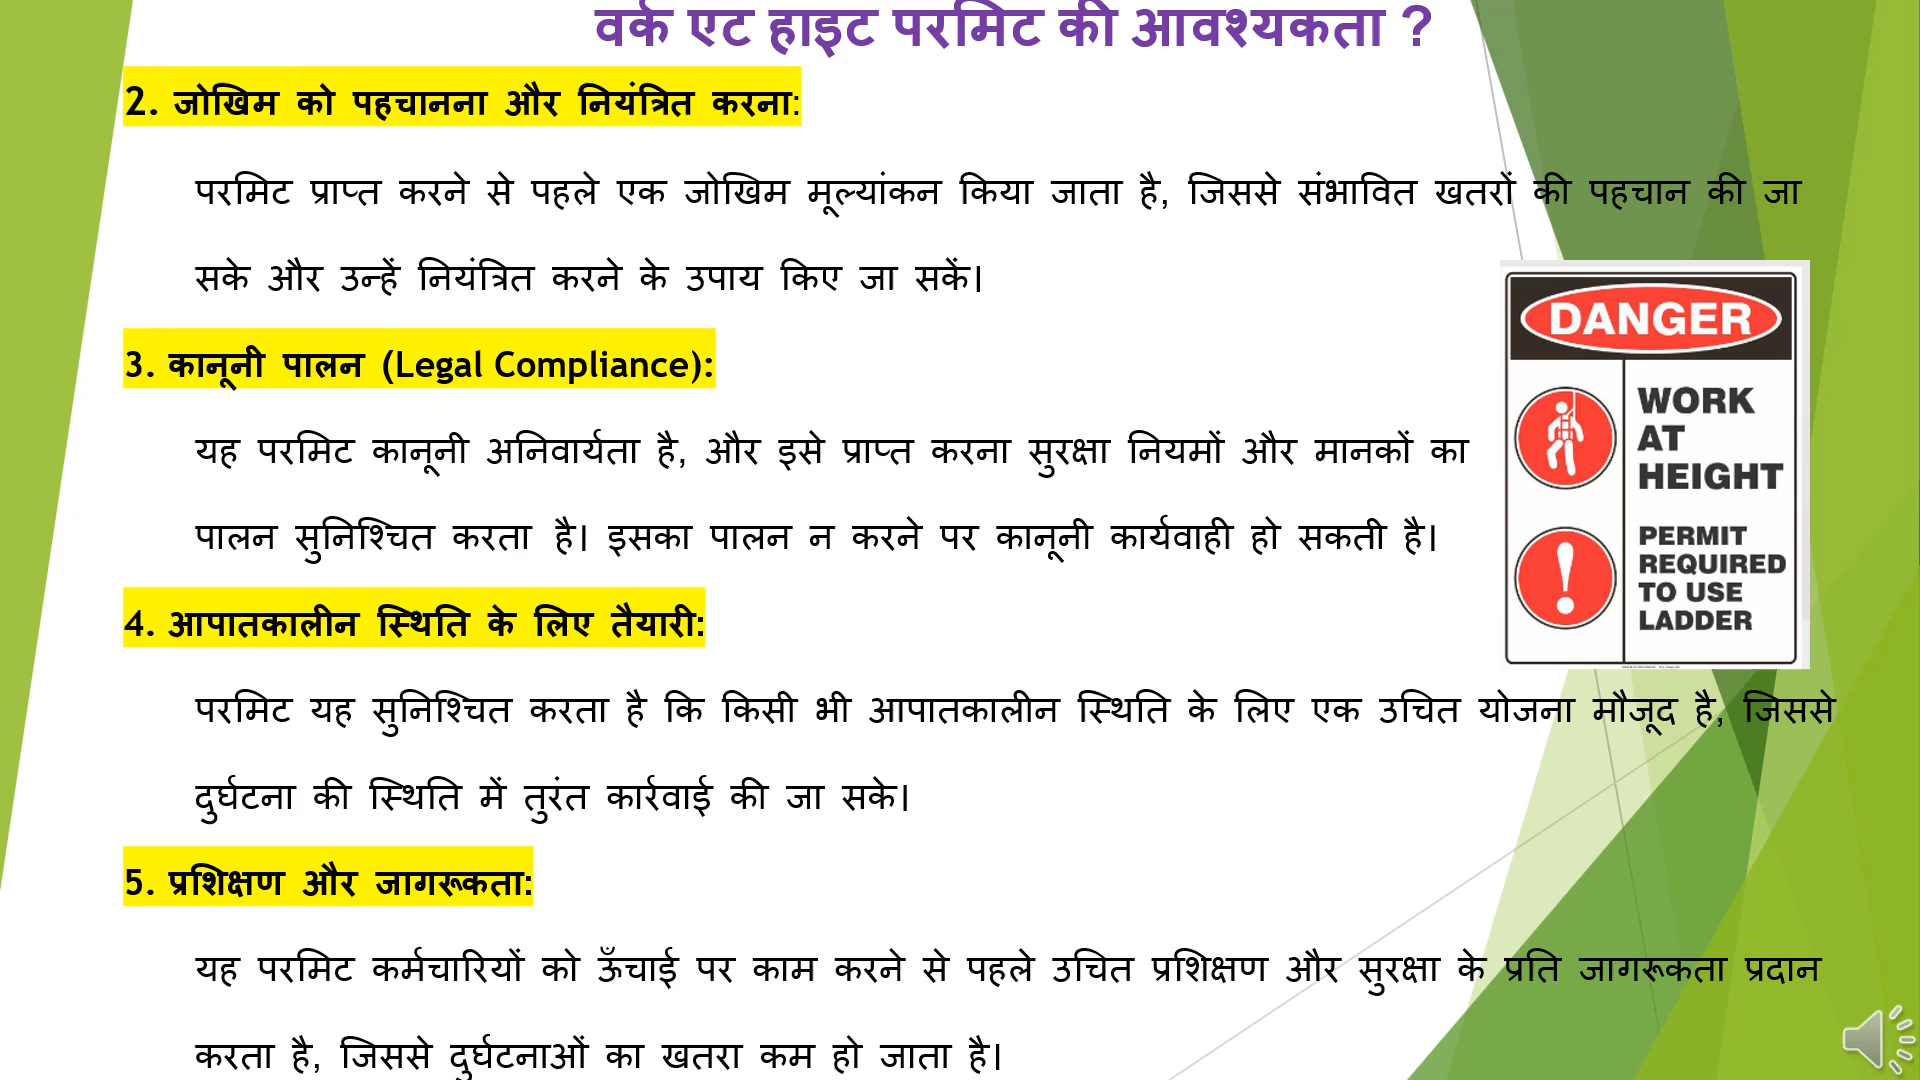 वर्क एट हाइट परमिट की आवश्यकता ?
2. जोखिम को पहचानना और नियंत्रित करना:
परमिट प्राप्त करने से पहले एक जोखिम मूल्यांकन किया जाता है, जिससे संभावित खतरों की पहचान की जा
सके और उन्हें नियंत्रित करने के उपाय किए जा सकें।
3. कानूनी पालन (Legal Compliance):
यह परमिट कानूनी अनिवार्यता है, और इसे प्राप्त करना सुरक्षा नियमों और मानकों का
पालन सुनिश्चित करता है। इसका पालन न करने पर कानूनी कार्यवाही हो सकती है।
4. आपातकालीन स्थिति के लिए तैयारी:
परमिट यह सुनिश्चित करता है कि किसी भी आपातकालीन स्थिति के लिए एक उचित योजना मौजूद है, जिससे
दुर्घटना की स्थिति में तुरंत कार्रवाई की जा सके।
5. प्रशिक्षण और जागरूकता:
यह परमिट कर्मचारियों को ऊँचाई पर काम करने से पहले उचित प्रशिक्षण और सुरक्षा के प्रति जागरूकता प्रदान
करता है, जिससे दुर्घटनाओं का खतरा कम हो जाता है।
DANGER
WORK
AT
HEIGHT
PERMIT
REQUIRED
TO USE
LADDER